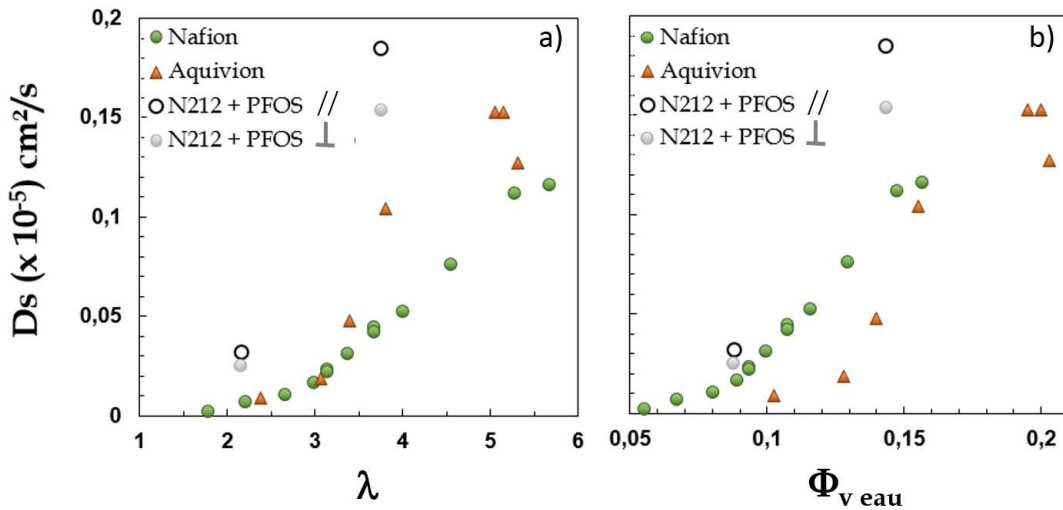 Ds (x 10-5) cm²/s
0,2
0,15
0,1
0,05
0
a)
Nafion
Aquivion
N212 + PFOS //
N212 + PFOS ⊥
1 2 3 4 5 6
λ
b)
Nafion
Aquivion
N212 + PFOS //
N212 + PFOS ⊥
0,05 0,1 0,15 0,2
Φv eau